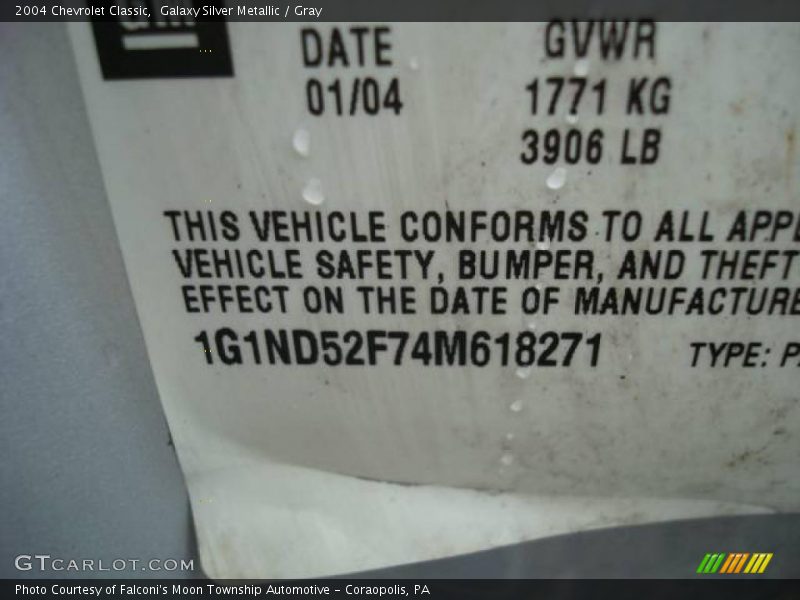 2004 Chevrolet Classic,  Galaxy Silver Metallic / Gray
DATE
GVWR
01/04
1771 KG
3906 LB
THIS VEHICLE CONFORMS TO ALL APPL
VEHICLE SAFETY, BUMPER, AND THEFT
EFFECT ON THE DATE OF MANUFACTURE
1G1ND52F74M618271
TYPE: PA
GTCARLOT.COM
Photo Courtesy of Falconi's Moon Township Automotive - Coraopolis, PA